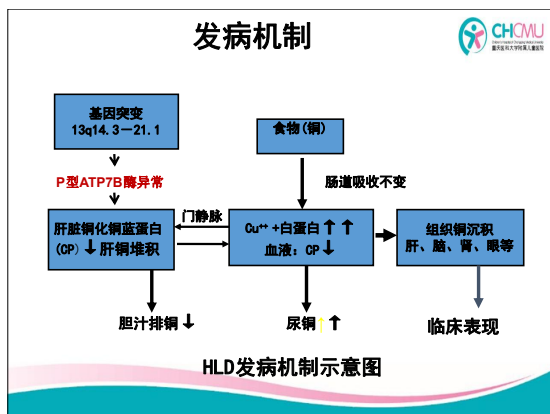 发病机制
CHCMU
重庆医科大学附属儿童医院
基因突变
13q14.3－21.1
食物(铜)
P型ATP7B酶异常
肠道吸收不变
门静脉
肝脏铜化铜蓝蛋白
(CP)↓肝铜堆积
Cu⁺⁺+白蛋白↑↑
血液：CP↓
组织铜沉积
肝、脑、肾、眼等
胆汁排铜↓
尿铜↑↑
临床表现
HLD发病机制示意图